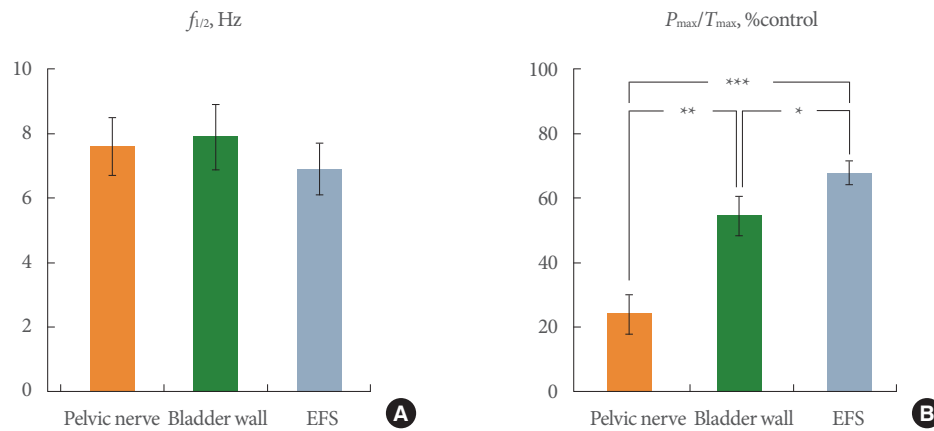 f1/2, Hz
10
8
6
4
2
0
Pelvic nerve Bladder wall EFS
A
Pmax/Tmax, %control
100
80
60
40
20
0
***
** *
Pelvic nerve Bladder wall EFS
B